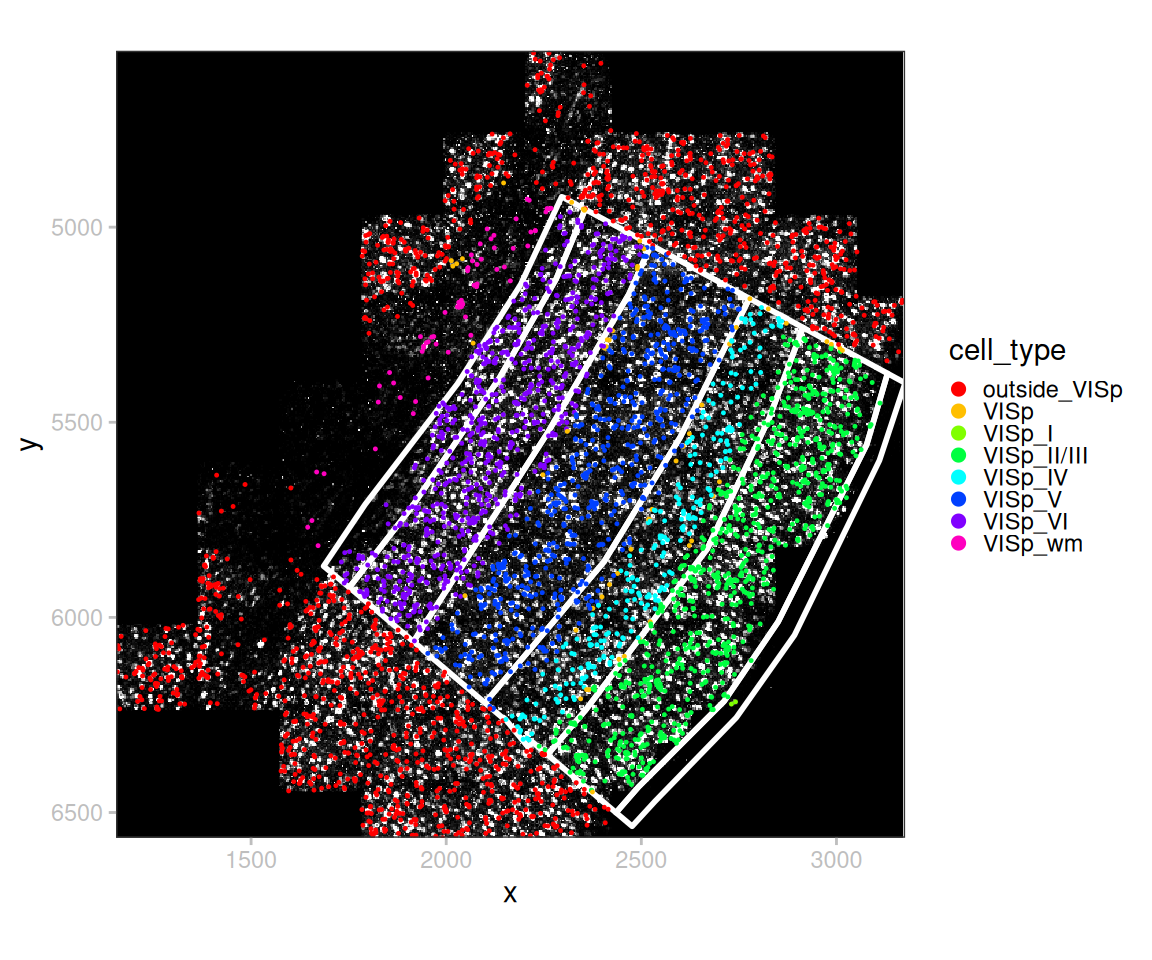 5000
5500
6000
6500
y
1500
2000
2500
3000
x
cell_type
outside_VISp
VISp
VISp_I
VISp_II/III
VISp_IV
VISp_V
VISp_VI
VISp_wm